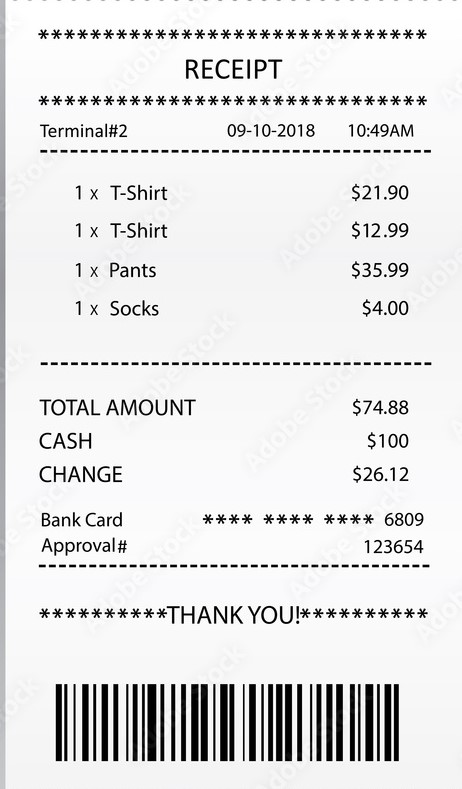 *******************************
RECEIPT
*******************************
Terminal#2 09-10-2018 10:49AM
1 x T-Shirt $21.90
1 x T-Shirt $12.99
1 x Pants $35.99
1 x Socks $4.00
TOTAL AMOUNT $74.88
CASH $100
CHANGE $26.12
Bank Card **** **** **** 6809
Approval# 123654
**********THANK YOU!**********
Adobe Stock